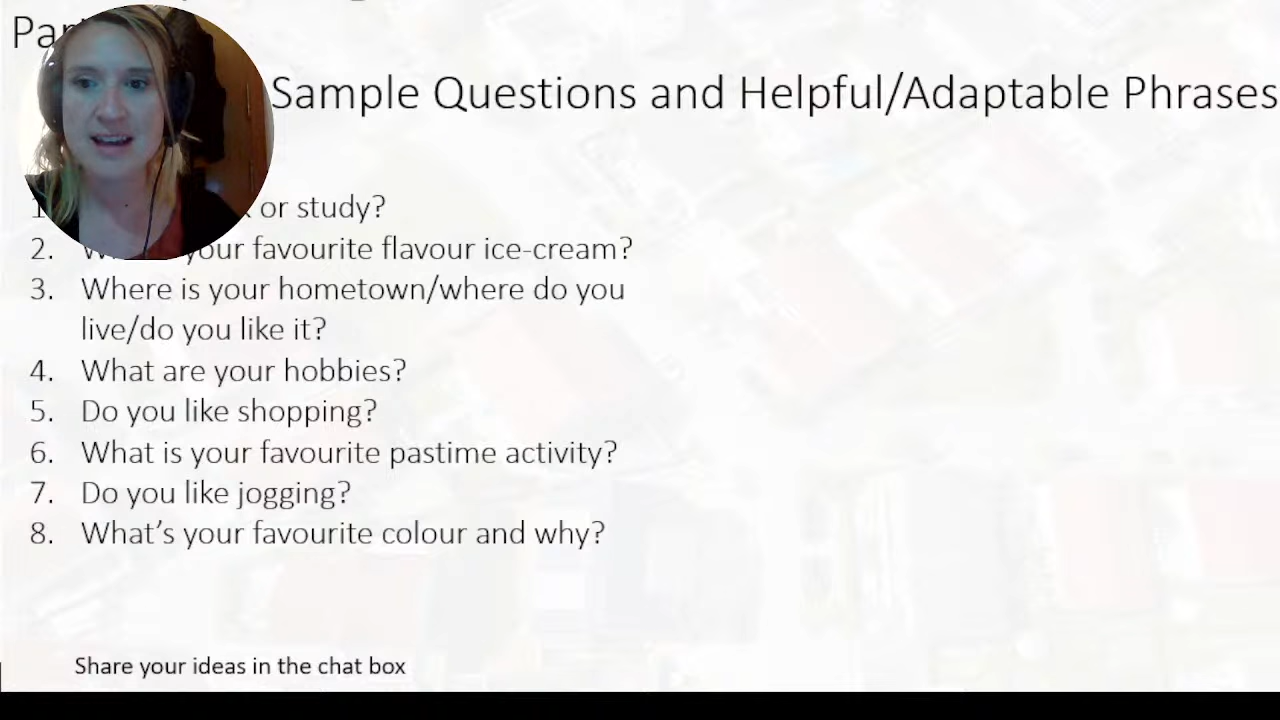 Par
Sample Questions and Helpful/Adaptable Phrases
1. or study?
2. your favourite flavour ice-cream?
3. Where is your hometown/where do you
live/do you like it?
4. What are your hobbies?
5. Do you like shopping?
6. What is your favourite pastime activity?
7. Do you like jogging?
8. What’s your favourite colour and why?
Share your ideas in the chat box